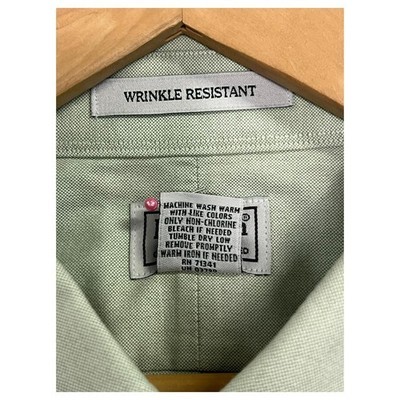 WRINKLE RESISTANT
MACHINE WASH WARM
WITH LIKE COLORS
ONLY NON-CHLORINE
BLEACH IF NEEDED
TUMBLE DRY LOW
REMOVE PROMPTLY
WARM IRON IF NEEDED
RN 71341